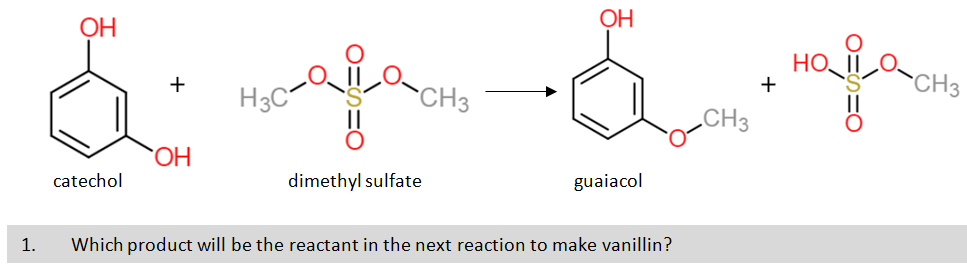 OH
OH
catechol
+
H3C
O
O
S
O
O
CH3
dimethyl sulfate
OH
O
CH3
guaiacol
+
HO
O
S
O
O
CH3
1. Which product will be the reactant in the next reaction to make vanillin?